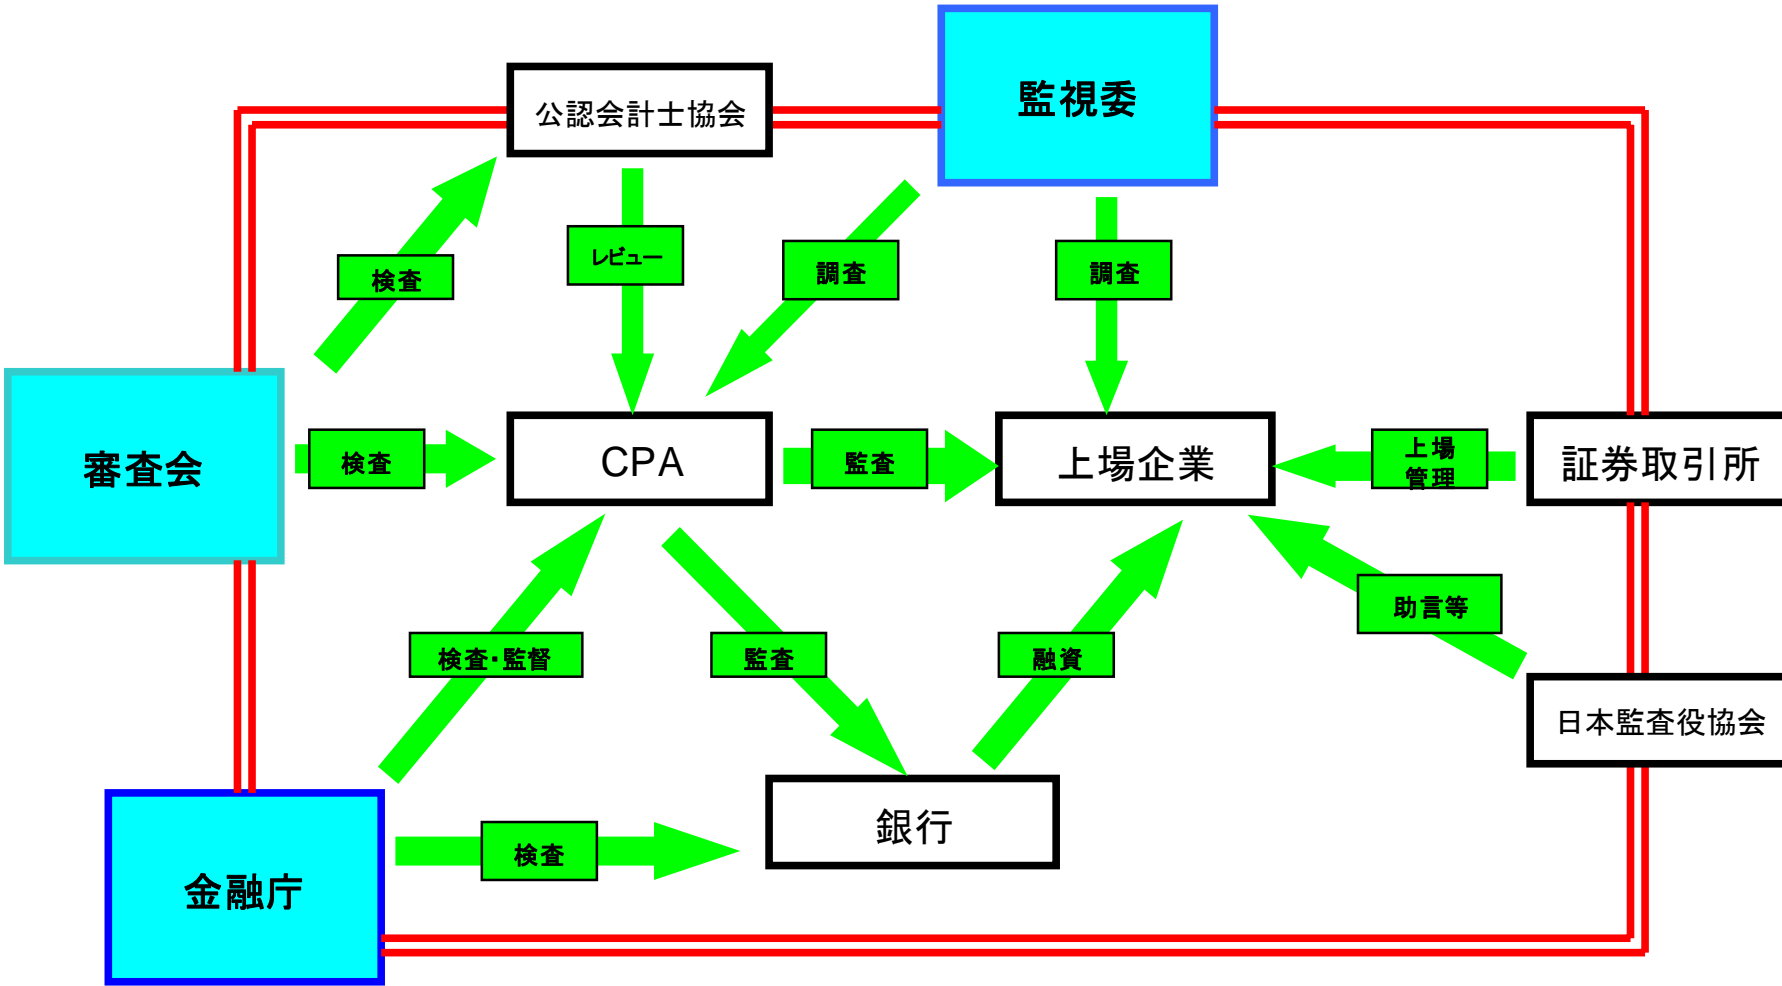 監視委
公認会計士協会
レビュー
検査
調査
調査
審査会
検査
CPA
監査
上場企業
上場
管理
証券取引所
検査・監督
監査
融資
助言等
日本監査役協会
銀行
検査
金融庁